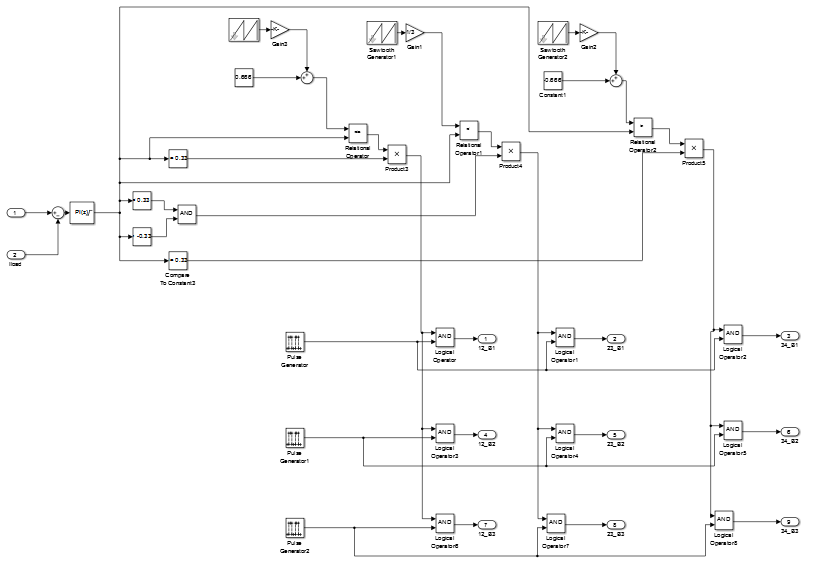 Gain3
Sawtooth
Generator1
1/3
Gain1
Sawtooth
Generator2
Gain2
0.666
-0.666
Constant1
Relational
Operator
Product3
Relational
Operator1
Product4
Relational
Operator2
Product5
1
2
Iload
PI(z)
AND
Compare
To Constant3
Pulse
Generator
AND
Logical
Operator
1
12_S1
AND
Logical
Operator1
2
23_S1
AND
Logical
Operator2
3
34_S1
Pulse
Generator1
AND
Logical
Operator3
4
12_S2
AND
Logical
Operator4
5
23_S2
AND
Logical
Operator5
6
34_S2
Pulse
Generator2
AND
Logical
Operator6
7
12_S3
AND
Logical
Operator7
8
23_S3
AND
Logical
Operator8
9
34_S3